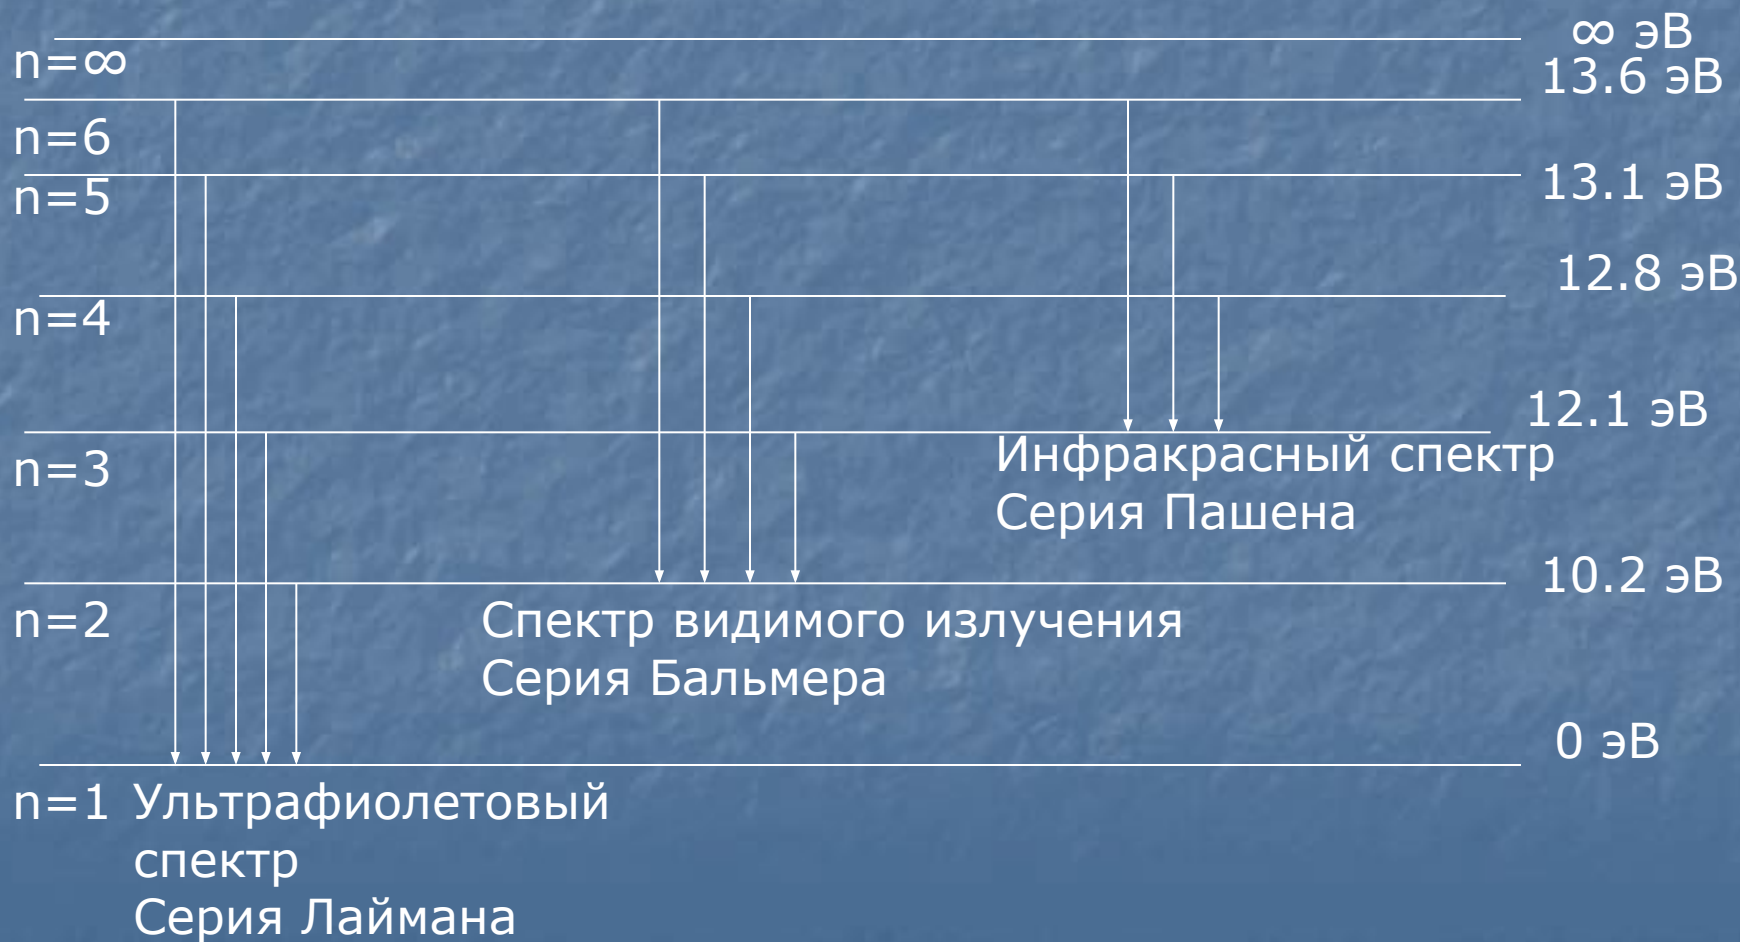 ∞ эВ
n=∞
13.6 эВ
n=6
13.1 эВ
n=5
12.8 эВ
n=4
12.1 эВ
n=3
Инфракрасный спектр
Серия Пашена
10.2 эВ
n=2
Спектр видимого излучения
Серия Бальмера
0 эВ
n=1
Ультрафиолетовый
спектр
Серия Лаймана